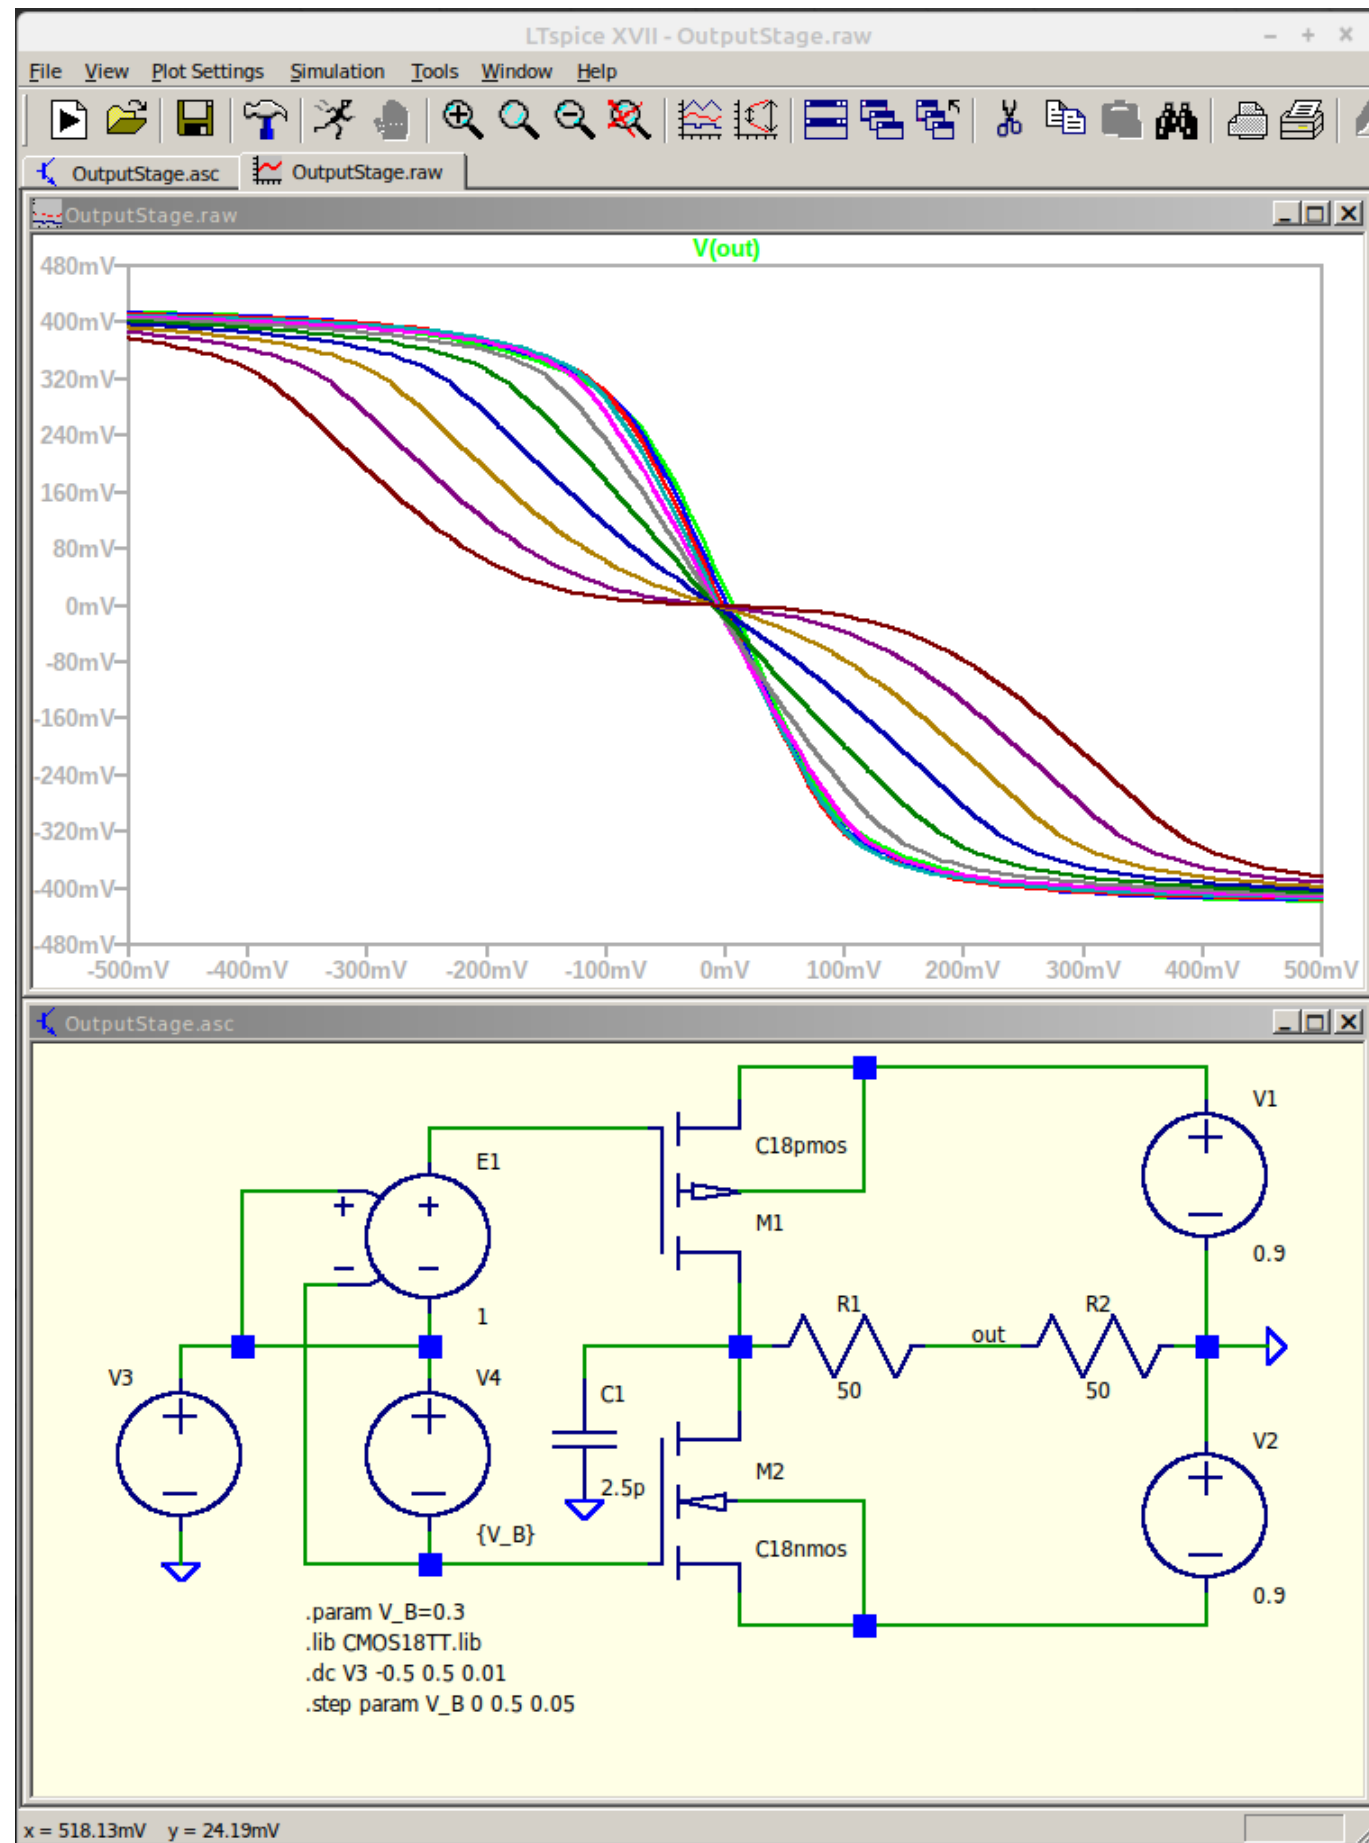 LTspice XVII - OutputStage.raw
File View Plot Settings Simulation Tools Window Help
OutputStage.asc OutputStage.raw
OutputStage.raw
V(out)
480mV
400mV
320mV
240mV
160mV
80mV
0mV
-80mV
-160mV
-240mV
-320mV
-480mV
-400mV
-500mV -400mV -300mV -200mV -100mV 0mV 100mV 200mV 300mV 400mV 500mV
OutputStage.asc
V1
C18pmos
E1
M1
0.9
1
R1
R2
out
V3
V4
C1
50
50
V2
M2
2.5p
{V_B}
C18nmos
0.9
.param V_B=0.3
.lib CMOS18TT.lib
.dc V3 -0.5 0.5 0.01
.step param V_B 0 0.5 0.05
x = 518.13mV y = 24.19mV